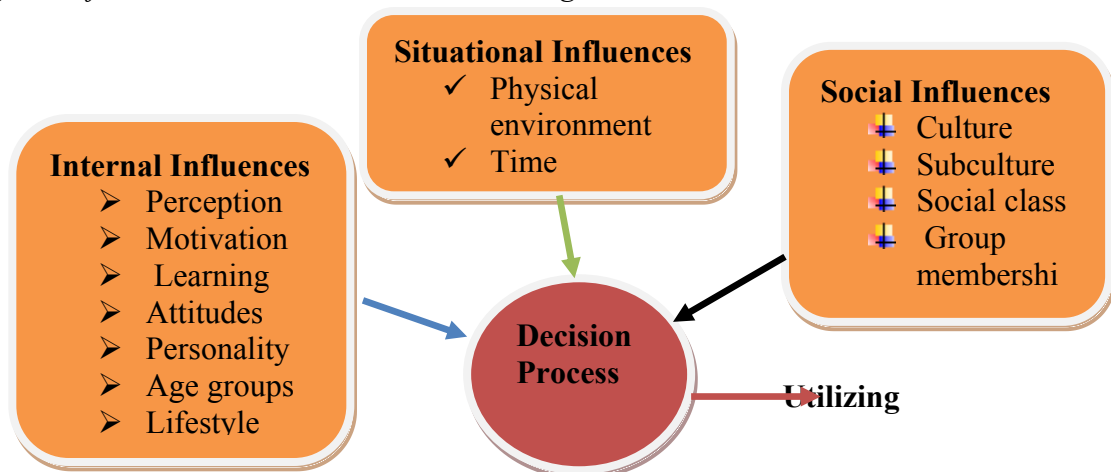 Situational Influences
Physical
environment
Time
Social Influences
Culture
Subculture
Social class
Group
membershi
Internal Influences
Perception
Motivation
Learning
Attitudes
Personality
Age groups
Lifestyle
Decision
Process
Utilizing